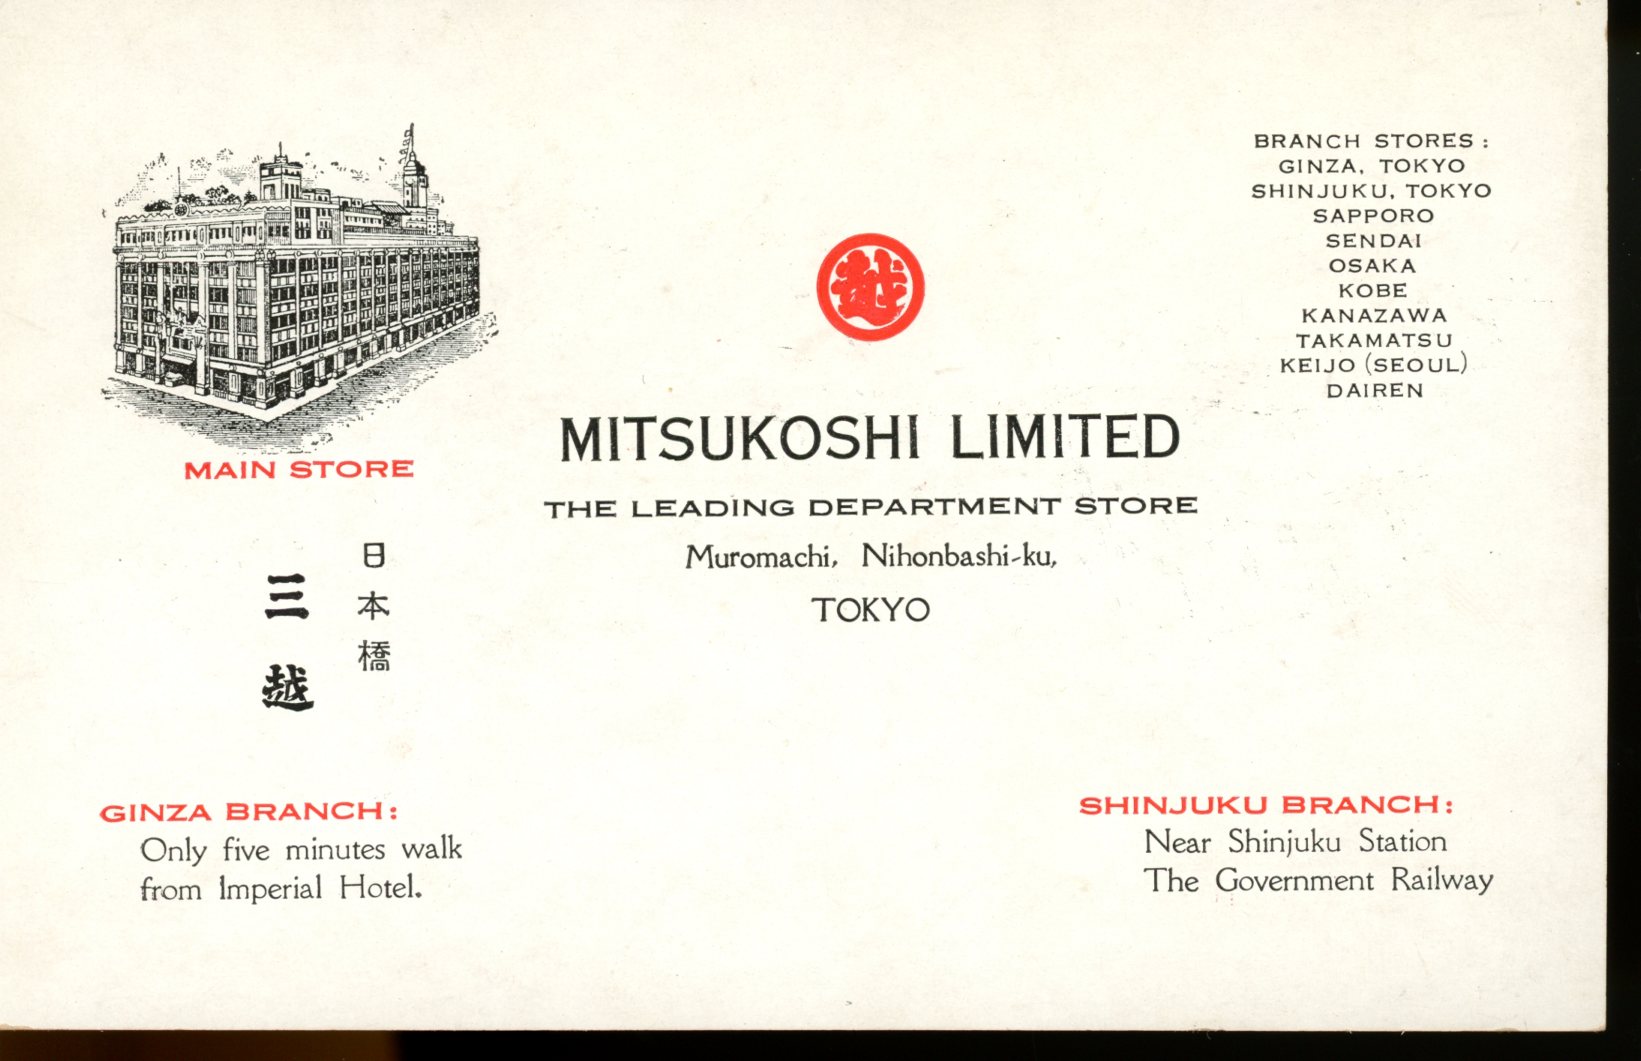 BRANCH STORES :
GINZA, TOKYO
SHINJUKU, TOKYO
SAPPORO
SENDAI
OSAKA
KOBE
KANAZAWA
TAKAMATSU
KEIJO (SEOUL)
DAIREN
越
MITSUKOSHI LIMITED
THE LEADING DEPARTMENT STORE
Muromachi, Nihonbashi-ku,
TOKYO
MAIN STORE
日本橋
三越
GINZA BRANCH :
Only five minutes walk
from Imperial Hotel.
SHINJUKU BRANCH :
Near Shinjuku Station
The Government Railway